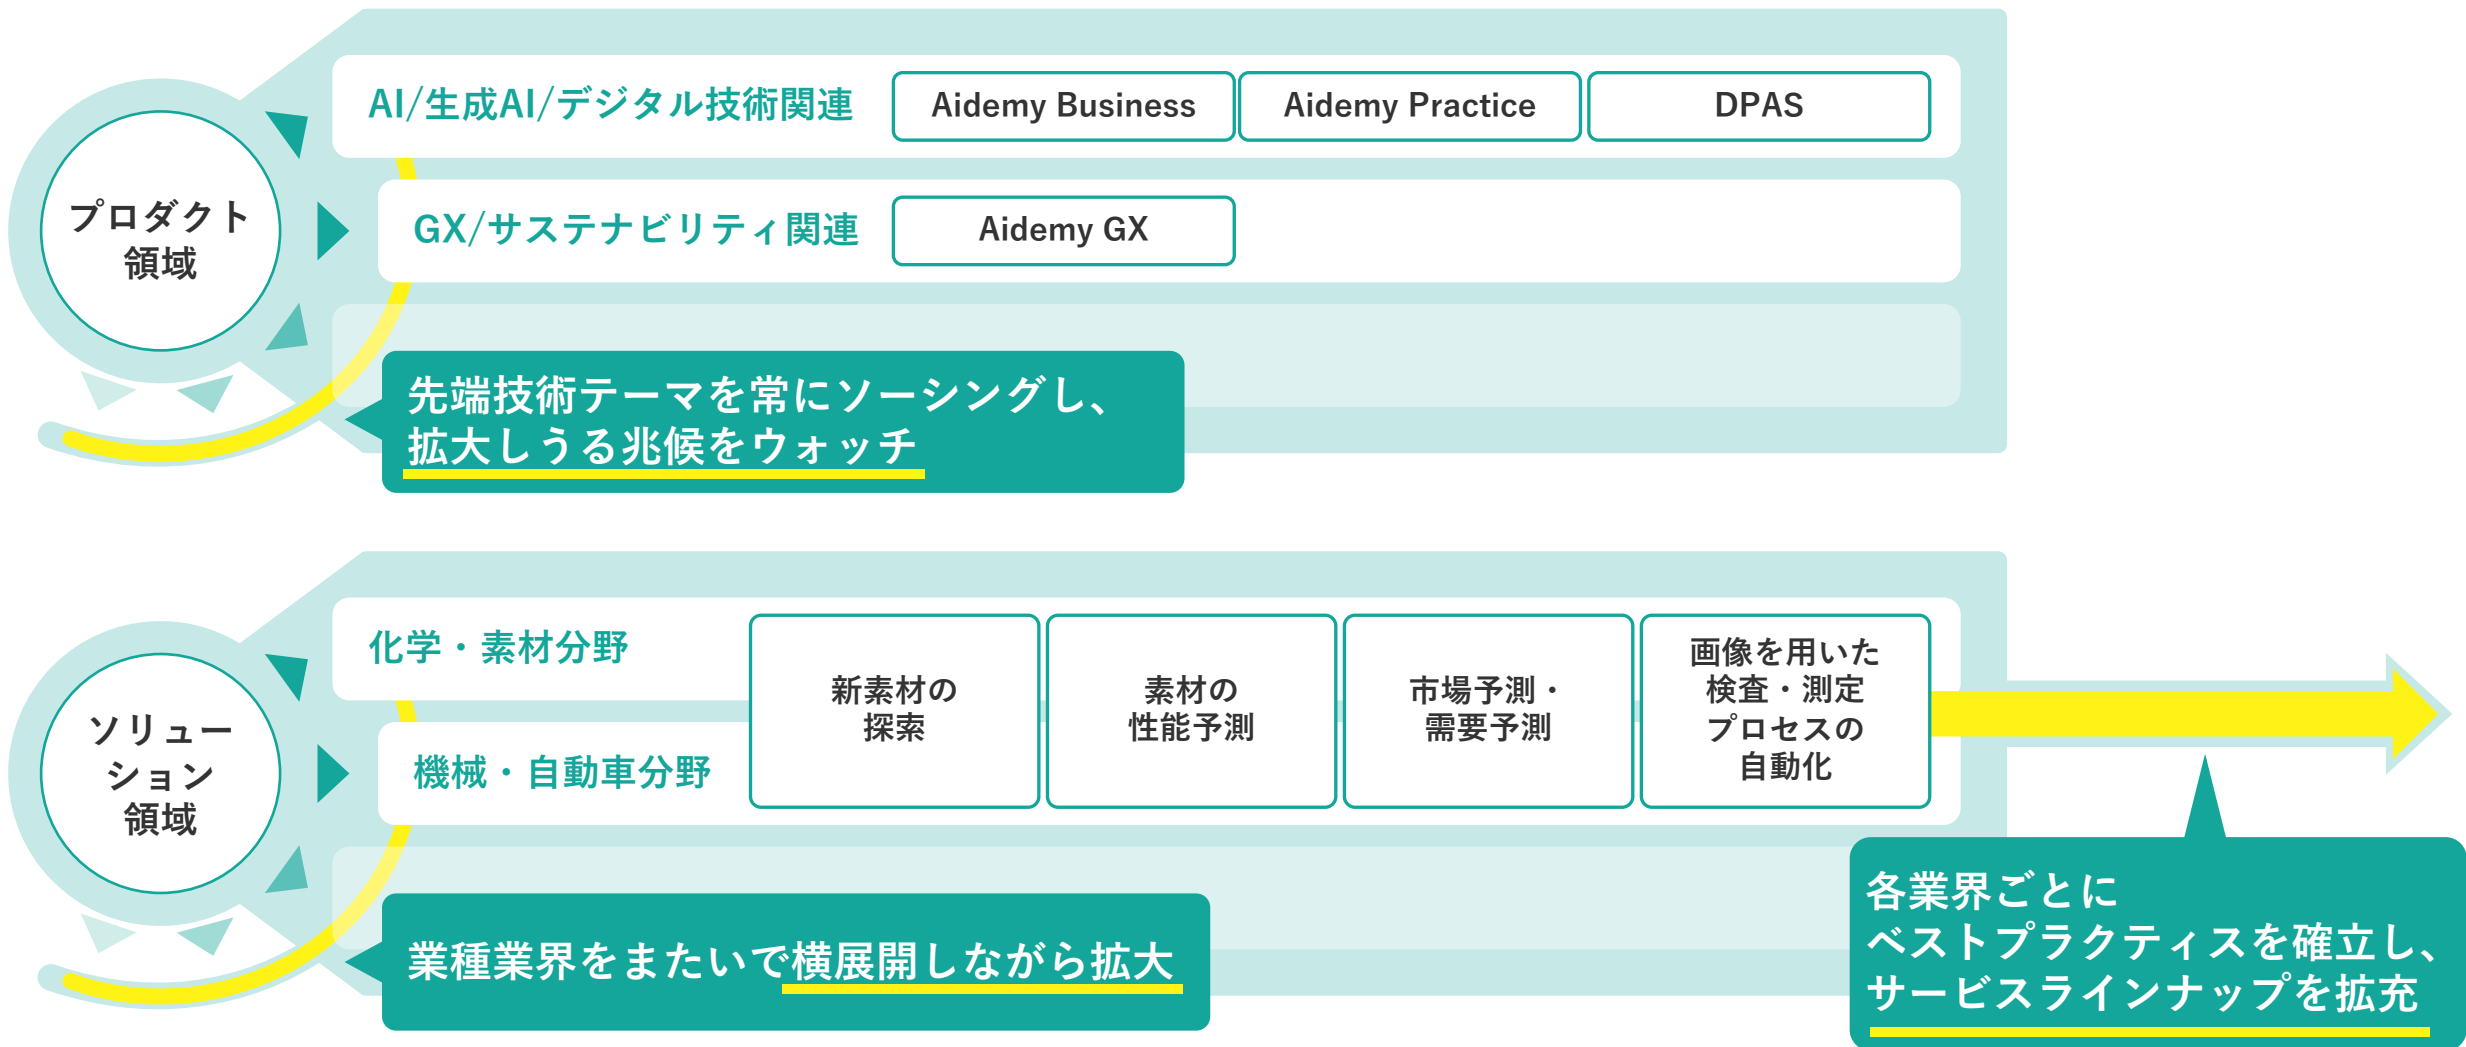 プロダクト
領域
AI/生成AI/デジタル技術関連
Aidemy Business
Aidemy Practice
DPAS
GX/サステナビリティ関連
Aidemy GX
先端技術テーマを常にソーシングし、
拡大しうる兆候をウォッチ
ソリュー
ション
領域
化学・素材分野
機械・自動車分野
新素材の
探索
素材の
性能予測
市場予測・
需要予測
画像を用いた
検査・測定
プロセスの
自動化
業種業界をまたいで横展開しながら拡大
各業界ごとに
ベストプラクティスを確立し、
サービスラインナップを拡充